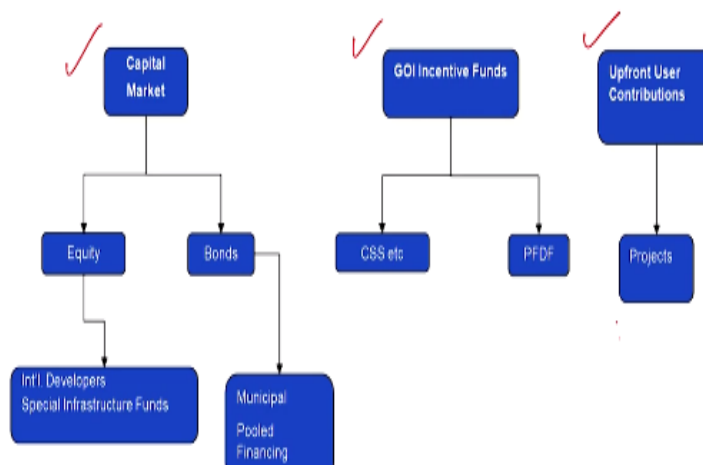 Capital
Market
GOI Incentive Funds
Upfront User
Contributions
Equity
Bonds
CSS etc
PFDF
Projects
Int'l. Developers
Special Infrastructure Funds
Municipal
Pooled
Financing